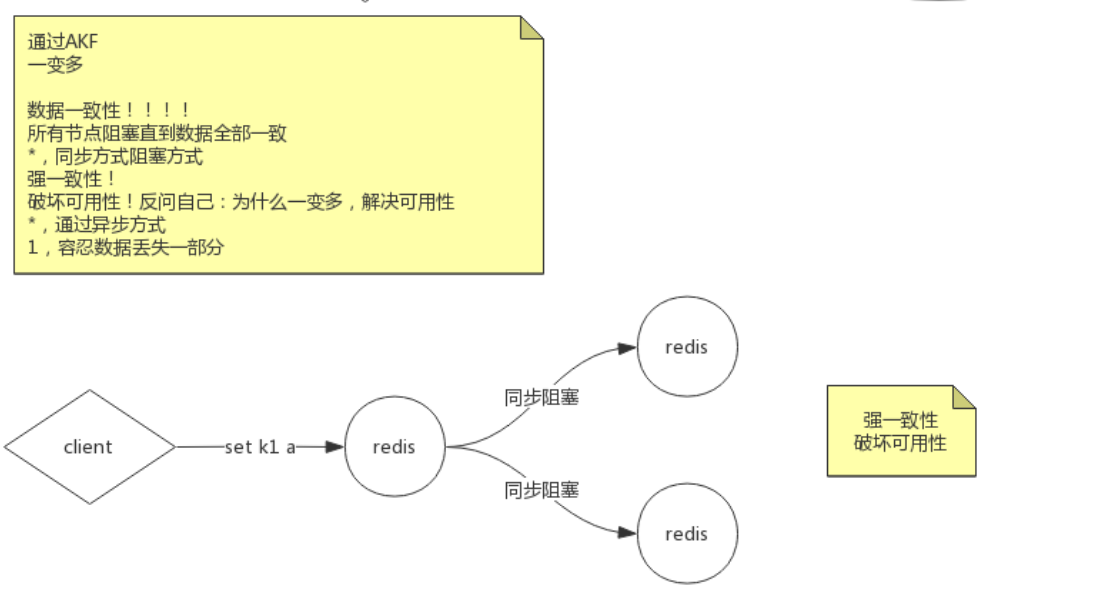 通过AKF
一变多
数据一致性！！！！
所有节点阻塞直到数据全部一致
*，同步方式阻塞方式
强一致性！
破坏可用性！反问自己：为什么一变多，解决可用性
*，通过异步方式
1，容忍数据丢失一部分
redis
同步阻塞
client
set k1 a
redis
强一致性
破坏可用性
同步阻塞
redis